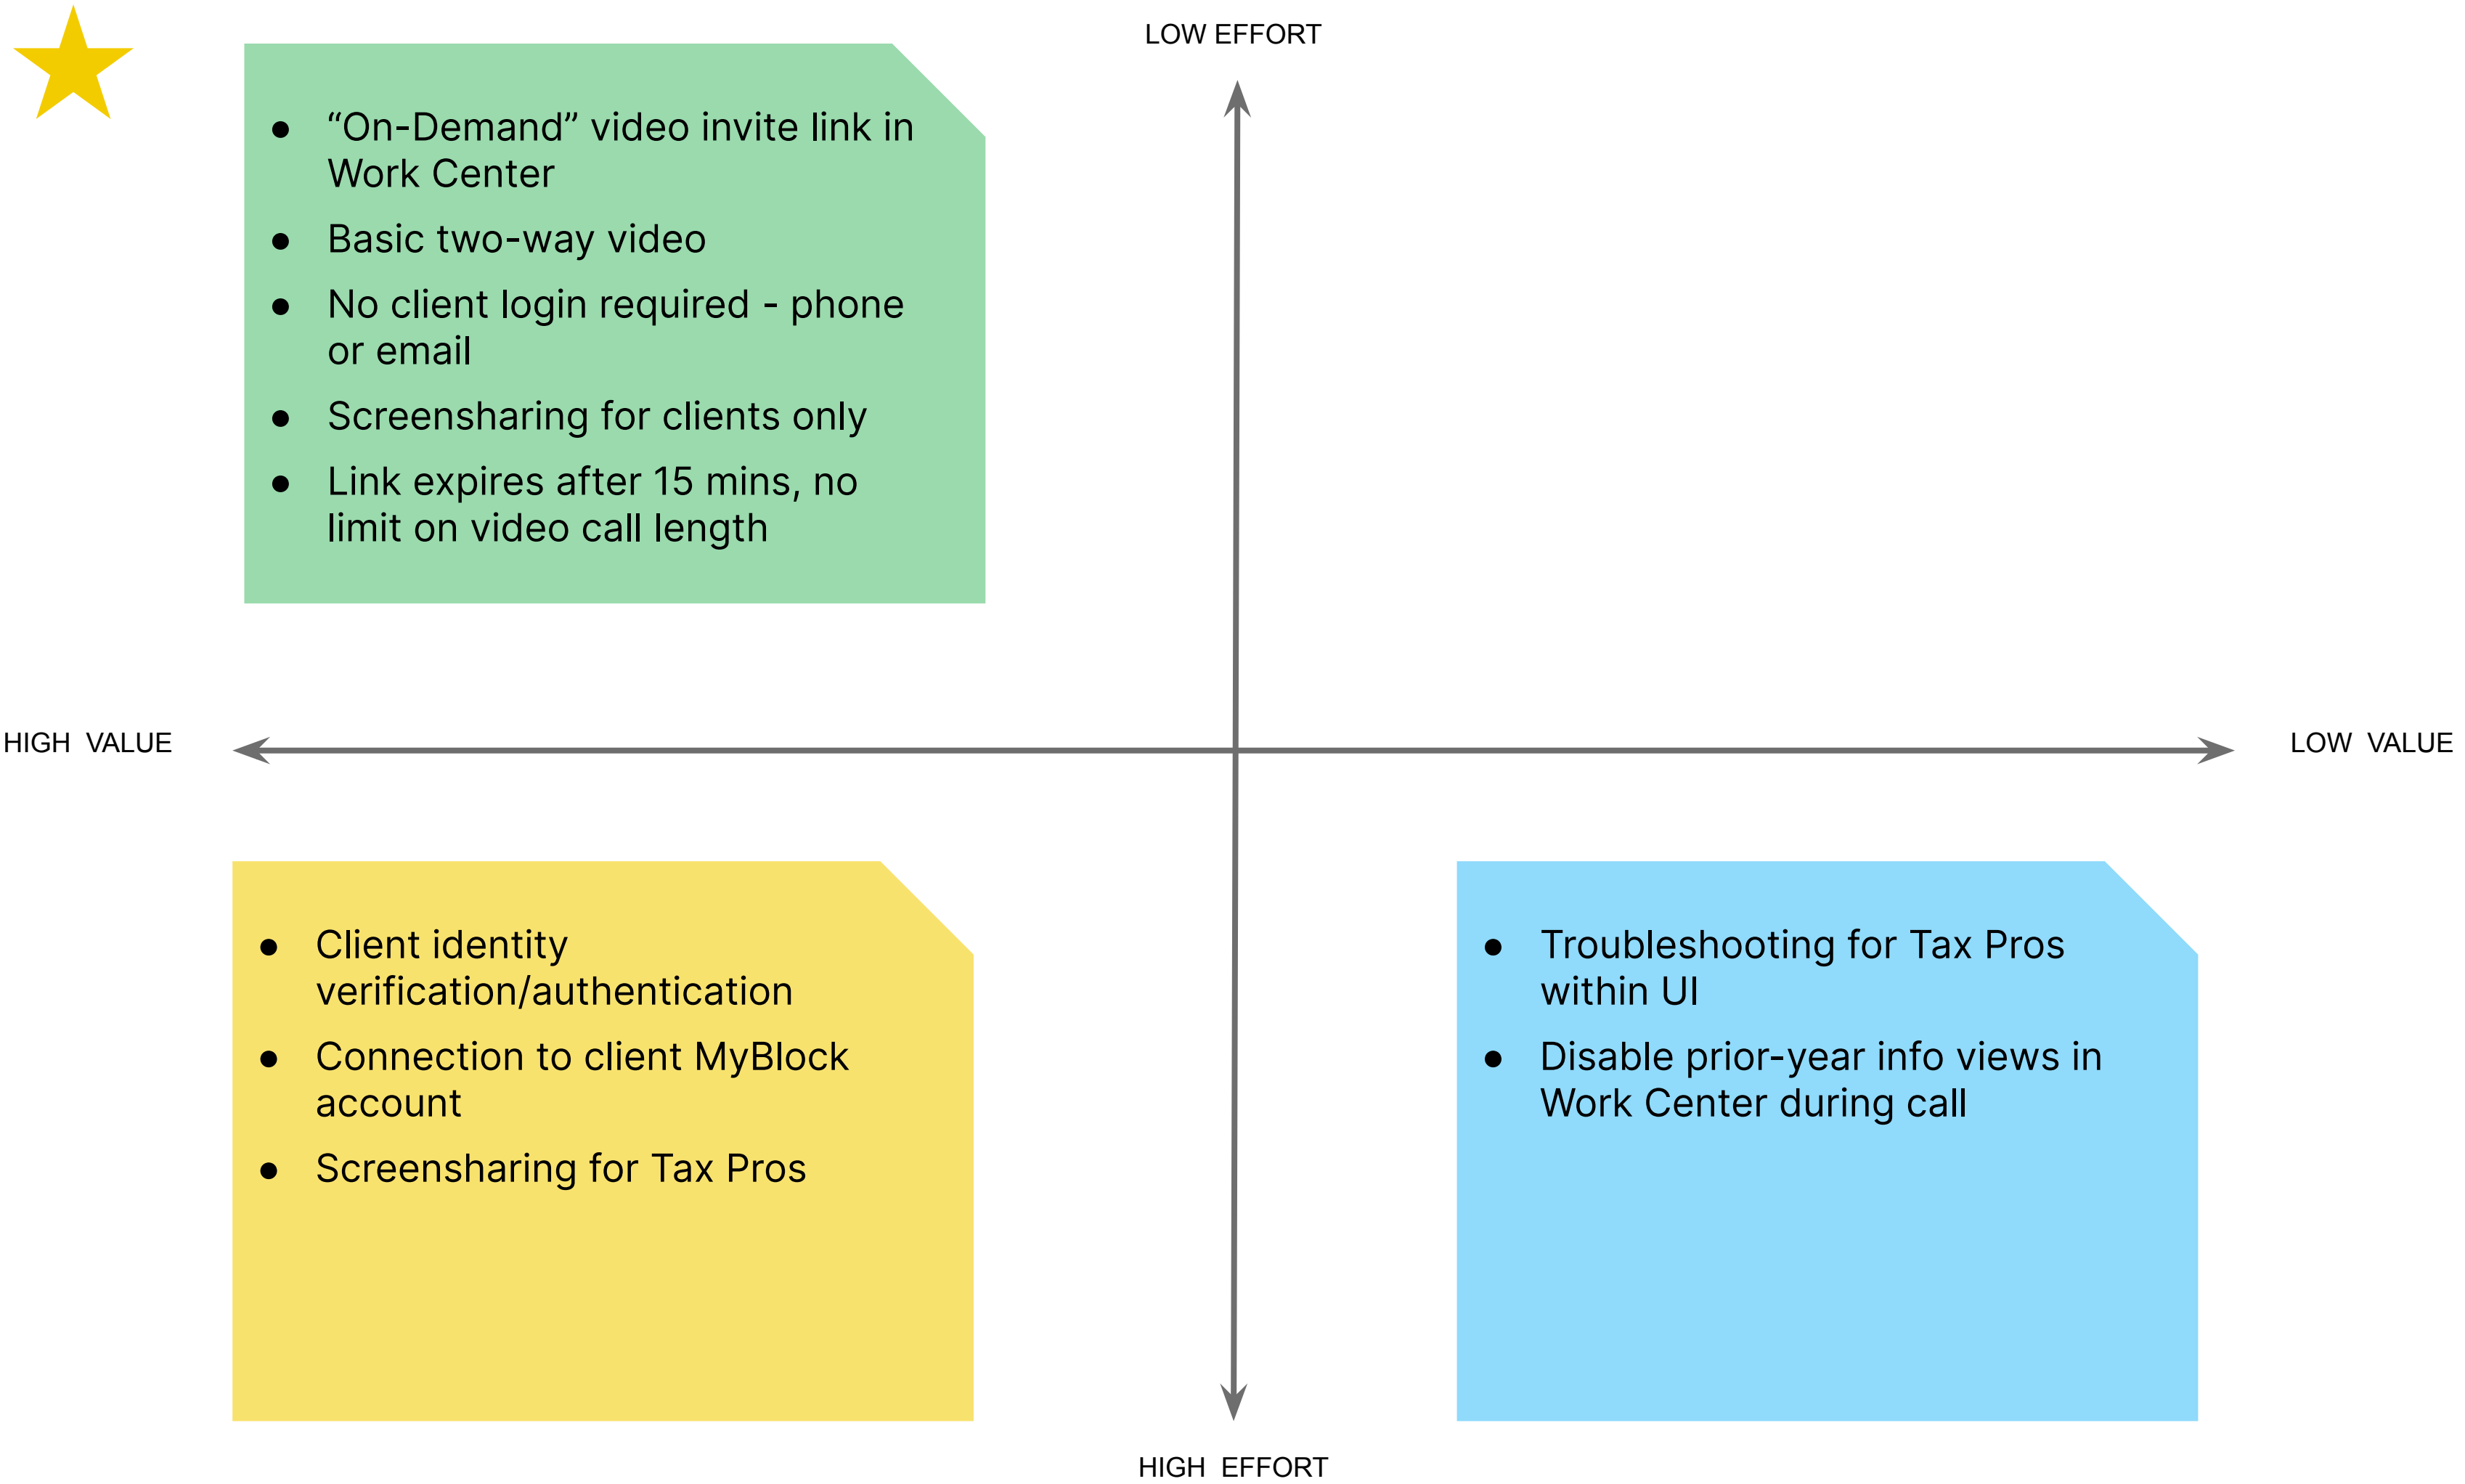 LOW EFFORT
● “On-Demand” video invite link in
Work Center
● Basic two-way video
● No client login required - phone
or email
● Screensharing for clients only
● Link expires after 15 mins, no
limit on video call length
HIGH VALUE
LOW VALUE
● Client identity
verification/authentication
● Connection to client MyBlock
account
● Screensharing for Tax Pros
● Troubleshooting for Tax Pros
within UI
● Disable prior-year info views in
Work Center during call
HIGH EFFORT